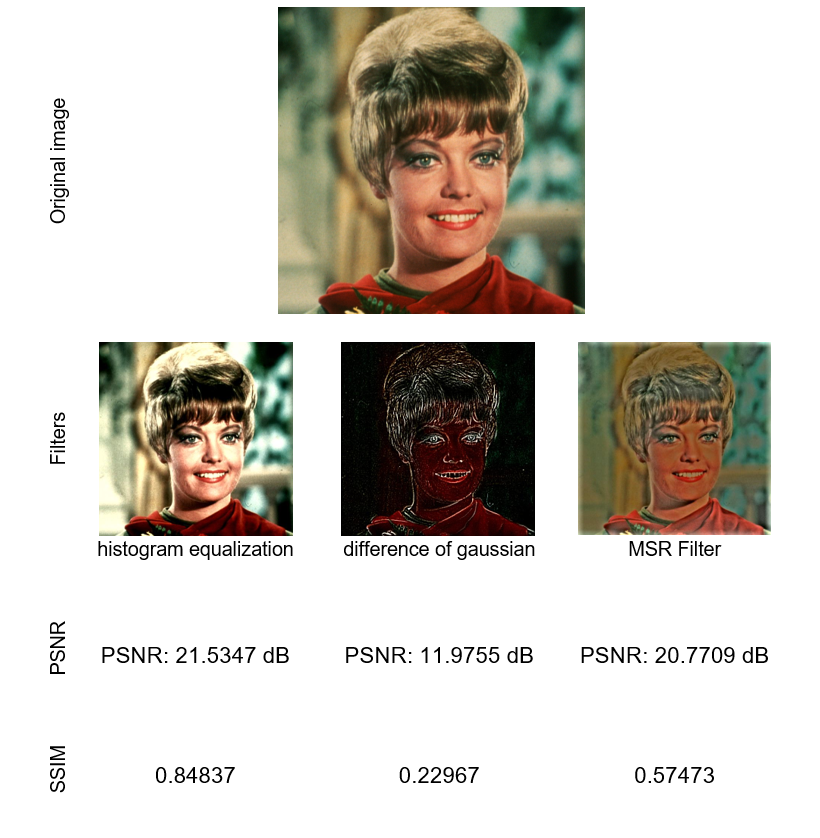 Original image
Filters
histogram equalization
difference of gaussian
MSR Filter
PSNR
PSNR: 21.5347 dB
PSNR: 11.9755 dB
PSNR: 20.7709 dB
SSIM
0.84837
0.22967
0.57473